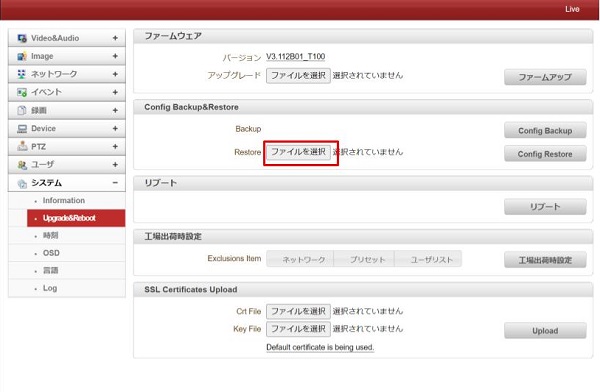 Live
Video&Audio +
Image +
ネットワーク +
イベント +
録画 +
Device +
PTZ +
ユーザ +
システム −
Information
Upgrade&Reboot
時刻
OSD
言語
Log
ファームウェア
バージョン V3.112B01_T100
アップグレード ファイルを選択 選択されていません ファームアップ
Config Backup&Restore
Backup Config Backup
Restore ファイルを選択 選択されていません Config Restore
リブート
リブート
工場出荷時設定
Exclusions Item ネットワーク プリセット ユーザリスト 工場出荷時設定
SSL Certificates Upload
Crt File ファイルを選択 選択されていません
Key File ファイルを選択 選択されていません Upload
Default certificate is being used.